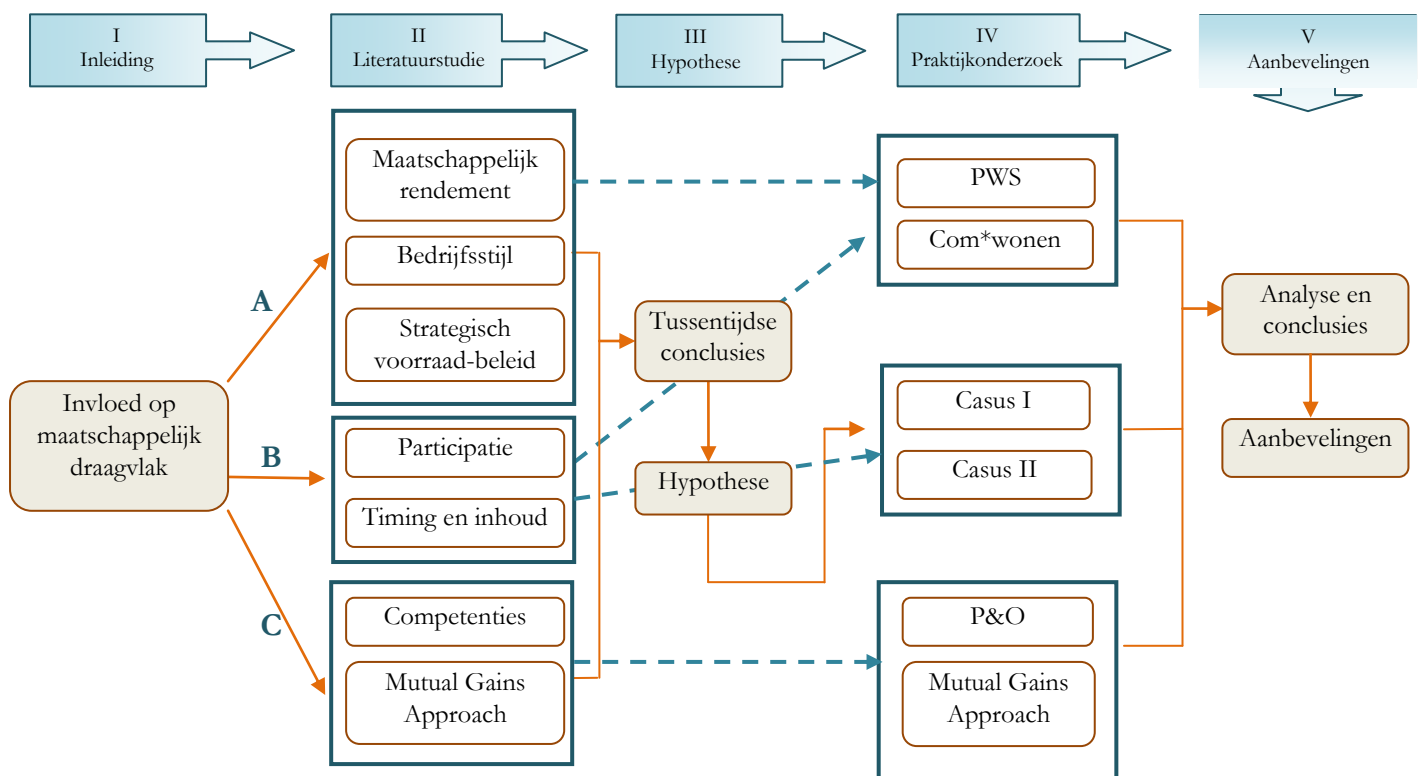 I
Inleiding
II
Literatuurstudie
III
Hypothese
IV
Praktijkonderzoek
V
Aanbevelingen
Invloed op
maatschappelijk
draagvlak
A
B
C
Maatschappelijk
rendement
Bedrijfsstijl
Strategisch
voorraad-beleid
Participatie
Timing en inhoud
Competenties
Mutual Gains
Approach
Tussentijdse
conclusies
Hypothese
PWS
Com*wonen
Casus I
Casus II
P&O
Mutual Gains
Approach
Analyse en
conclusies
Aanbevelingen